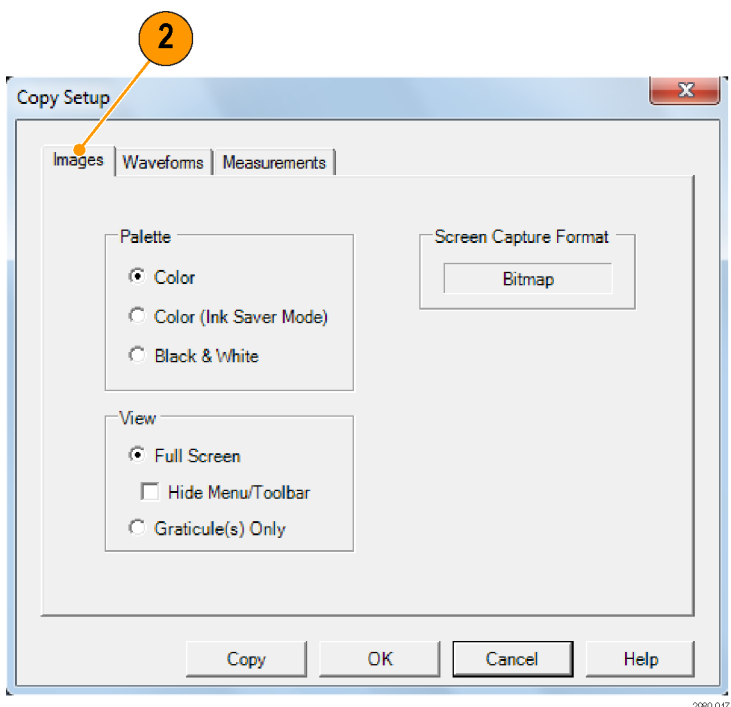 2
Copy Setup
Images Waveforms Measurements
Palette
Color
Color (Ink Saver Mode)
Black & White
Screen Capture Format
Bitmap
View
Full Screen
Hide Menu/Toolbar
Graticule(s) Only
Copy OK Cancel Help